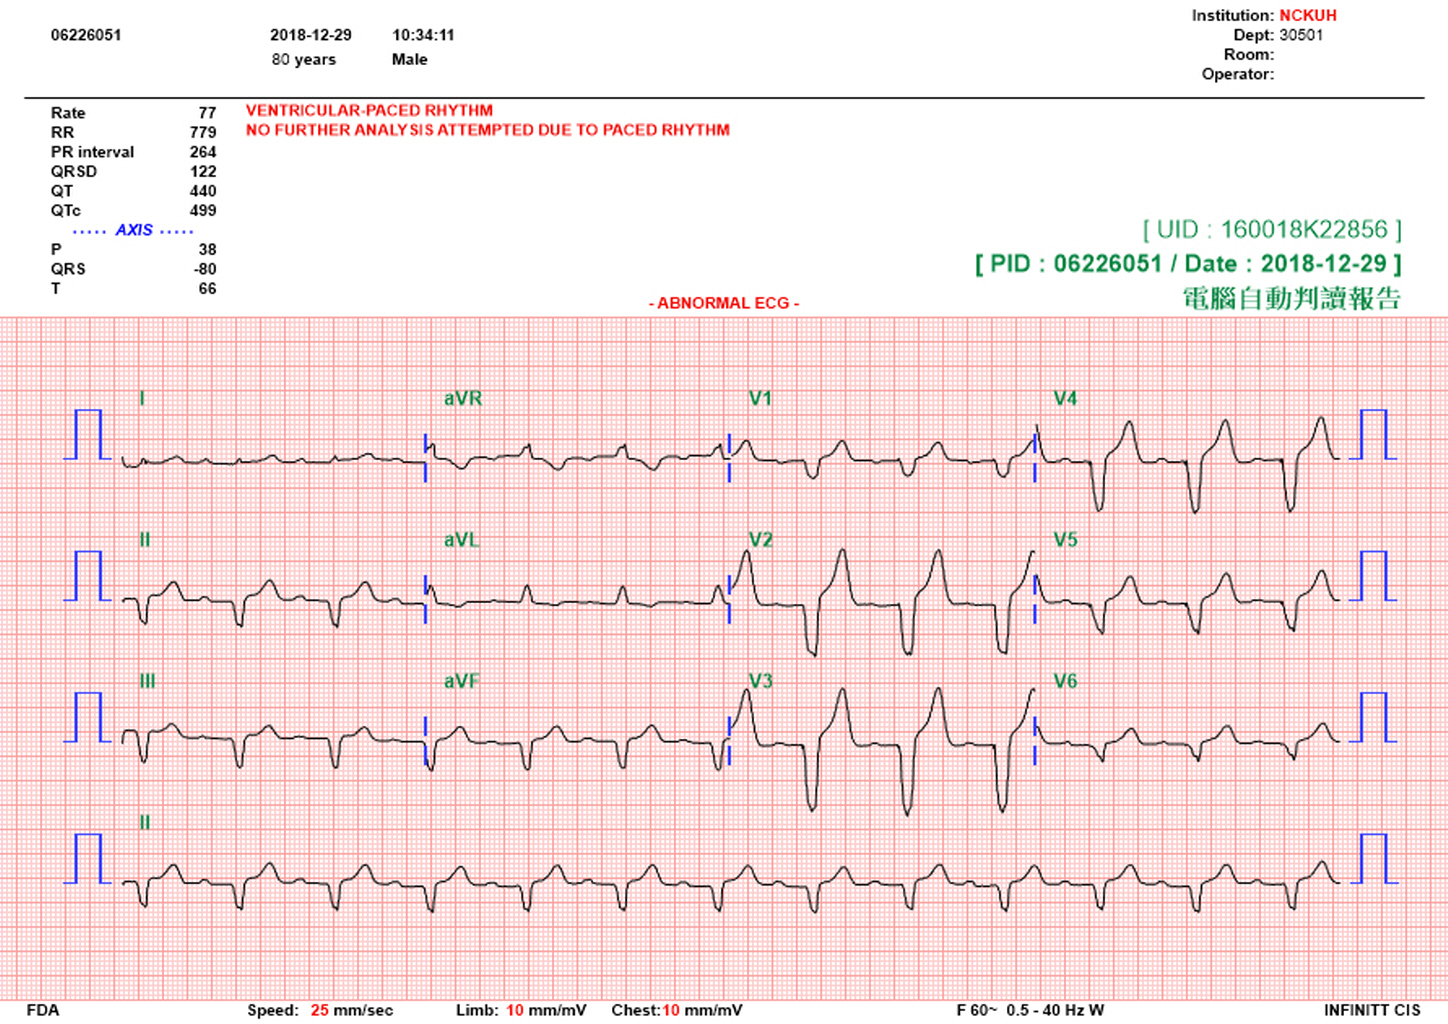 Institution: NCKUH
06226051 2018-12-29 10:34:11 Dept: 30501
80 years Male Room:
Operator:
Rate 77 VENTRICULAR-PACED RHYTHM
RR 779 NO FURTHER ANALYSIS ATTEMPTED DUE TO PACED RHYTHM
PR interval 264
QRSD 122
QT 440
QTc 499
····· AXIS ·····
P 38
QRS -80
T 66
[ UID : 160018K22856 ]
[ PID : 06226051 / Date : 2018-12-29 ]
電腦自動判讀報告
- ABNORMAL ECG -
I aVR V1 V4
II aVL V2 V5
III aVF V3 V6
II
FDA Speed: 25 mm/sec Limb: 10 mm/mV Chest:10 mm/mV F 60~ 0.5 - 40 Hz W INFINITT CIS